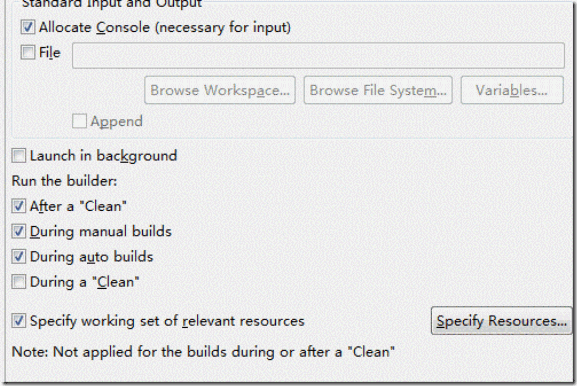 Standard Input and Output
Allocate Console (necessary for input)
File
Browse Workspace... Browse File System... Variables...
Append
Launch in background
Run the builder:
After a "Clean"
During manual builds
During auto builds
During a "Clean"
Specify working set of relevant resources Specify Resources...
Note: Not applied for the builds during or after a "Clean"